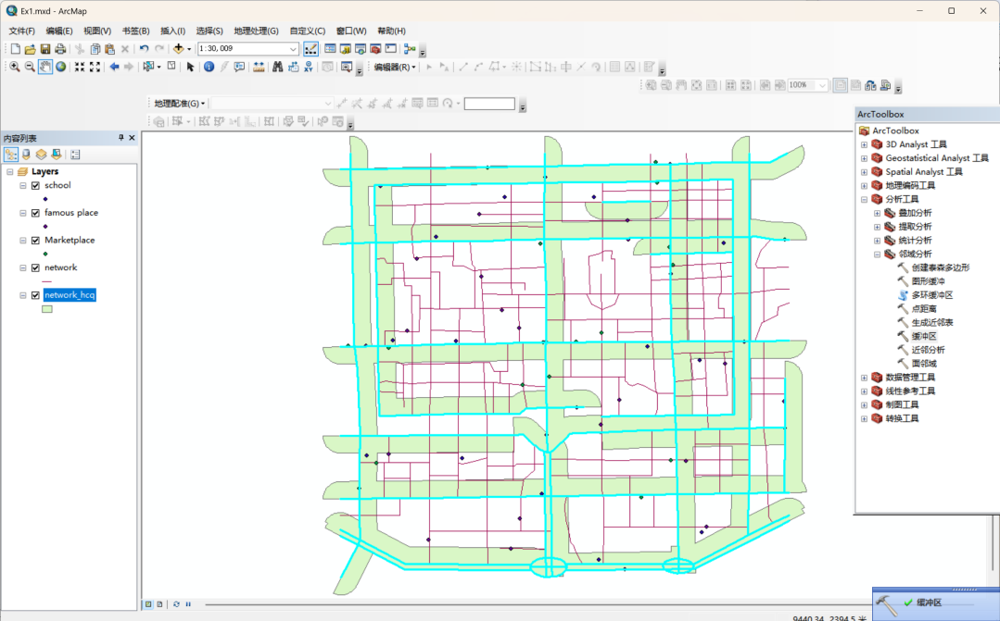 Ex1.mxd - ArcMap
文件(F) 编辑(E) 视图(V) 书签(B) 插入(I) 选择(S) 地理处理(G) 自定义(C) 窗口(W) 帮助(H)
1:30,009
编辑器(R)
100%
地理配准(G)
内容列表
Layers
school
famous place
Marketplace
network
network_hcq
ArcToolbox
ArcToolbox
3D Analyst 工具
Geostatistical Analyst 工具
Spatial Analyst 工具
地理编码工具
分析工具
叠加分析
提取分析
统计分析
邻域分析
创建泰森多边形
图形缓冲
多环缓冲区
点距离
生成近邻表
缓冲区
近邻分析
面邻域
数据管理工具
线性参考工具
制图工具
转换工具
缓冲区
9440.34 2394.5 米